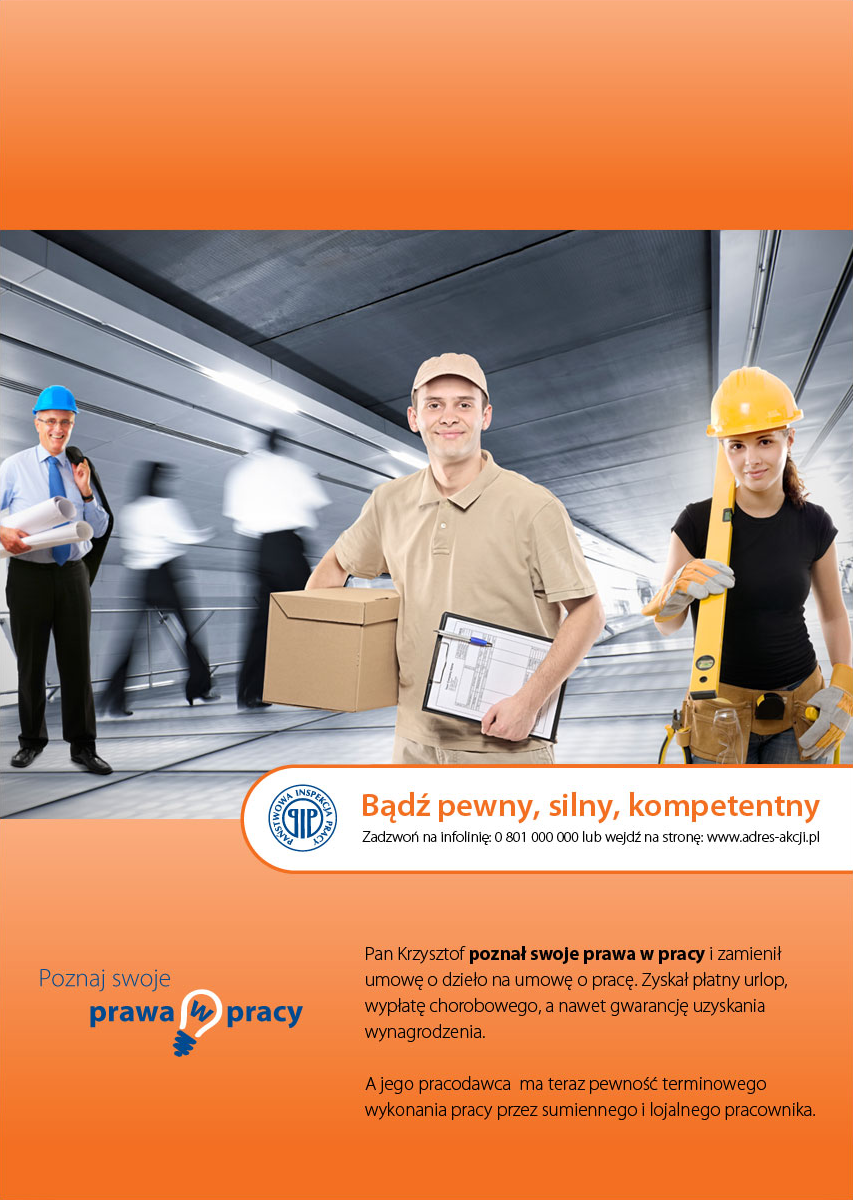 PAŃSTWOWA INSPEKCJA PRACY
PIP
Bądź pewny, silny, kompetentny
Zadzwoń na infolinię: 0 801 000 000 lub wejdź na stronę: www.adres-akcji.pl
Poznaj swoje
prawa w pracy
Pan Krzysztof poznał swoje prawa w pracy i zamienił
umowę o dzieło na umowę o pracę. Zyskał płatny urlop,
wypłatę chorobowego, a nawet gwarancję uzyskania
wynagrodzenia.
A jego pracodawca  ma teraz pewność terminowego
wykonania pracy przez sumiennego i lojalnego pracownika.